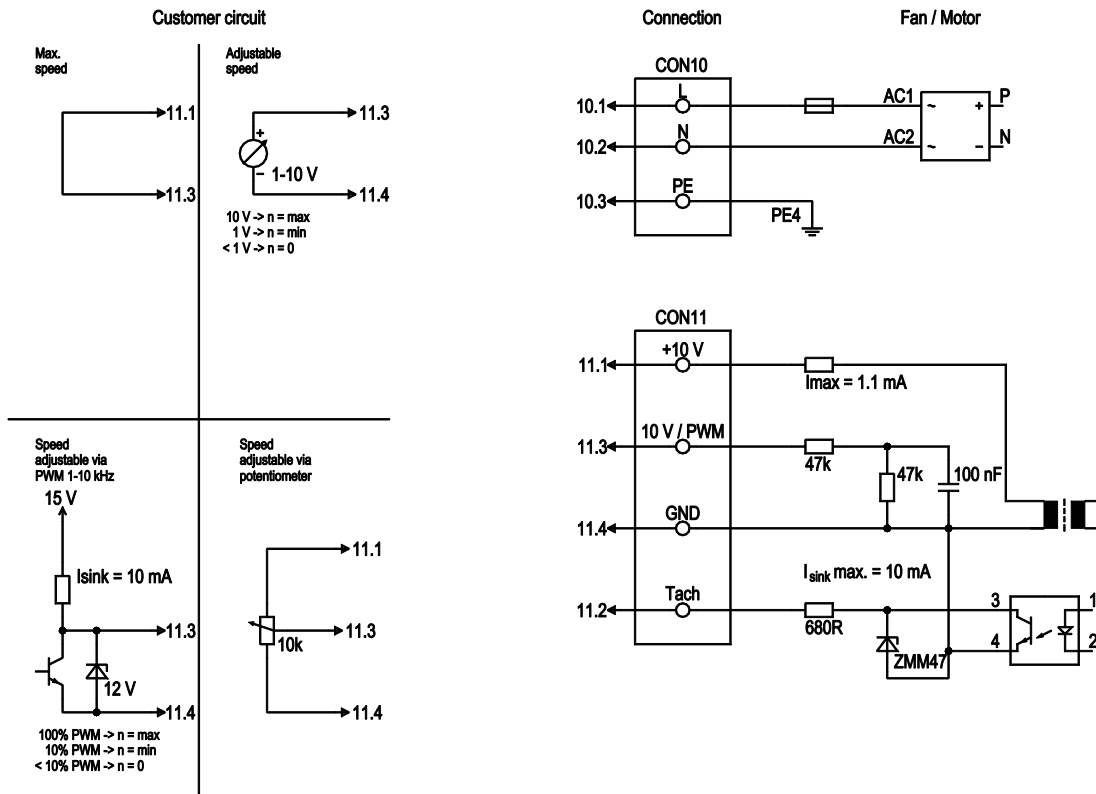 Customer circuit
Connection
Fan / Motor
Max.
speed
11.1
11.3
Adjustable
speed
11.3
+
−
1-10 V
11.4
10 V -> n = max
1 V -> n = min
< 1 V -> n = 0
Speed
adjustable via
PWM 1-10 kHz
15 V
Isink = 10 mA
11.3
12 V
11.4
100% PWM -> n = max
10% PWM -> n = min
< 10% PWM -> n = 0
Speed
adjustable via
potentiometer
11.1
11.3
10k
11.4
CON10
10.1
L
AC1
~
+
P
10.2
N
AC2
~
−
N
10.3
PE
PE4
CON11
+10 V
11.1
Imax = 1.1 mA
10 V / PWM
11.3
47k
47k
100 nF
GND
11.4
Isink max. = 10 mA
Tach
11.2
680R
ZMM47
3
1
4
2